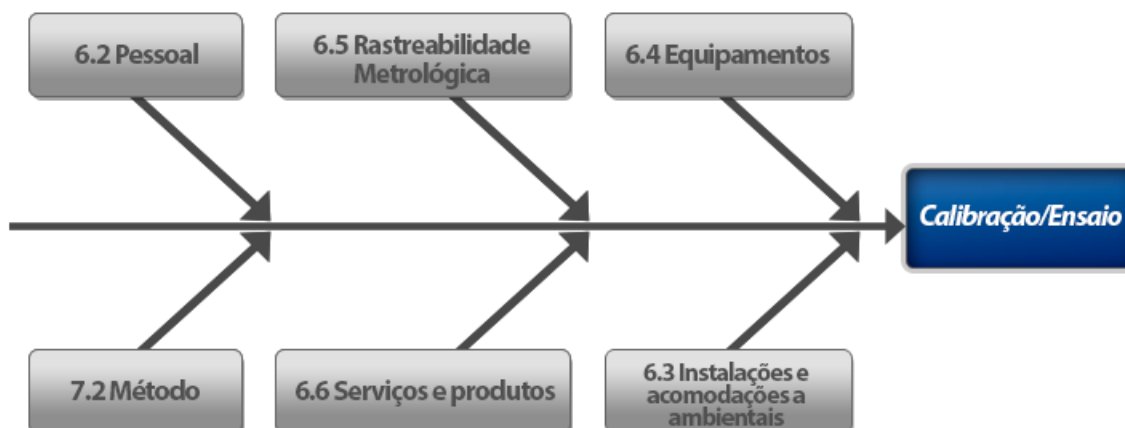 6.2 Pessoal
6.5 Rastreabilidade
Metrológica
6.4 Equipamentos
Calibração/Ensaio
7.2 Método
6.6 Serviços e produtos
6.3 Instalações e
acomodações a
ambientais